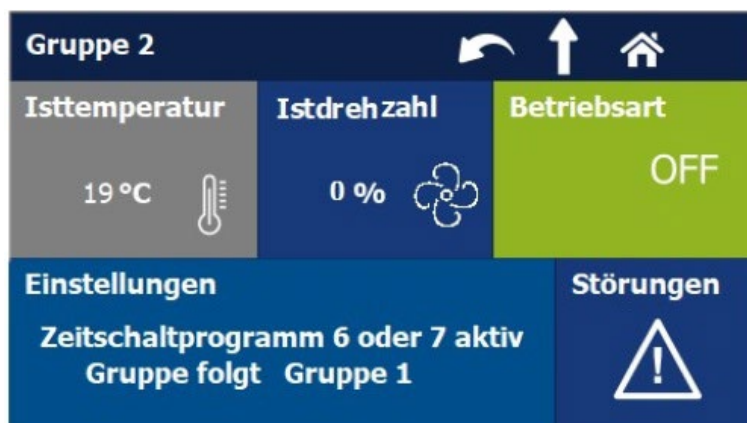 Gruppe 2
Isttemperatur
19 °C
Istdrehzahl
0 %
Betriebsart
OFF
Einstellungen
Zeitschaltprogramm 6 oder 7 aktiv
Gruppe folgt Gruppe 1
Störungen
!